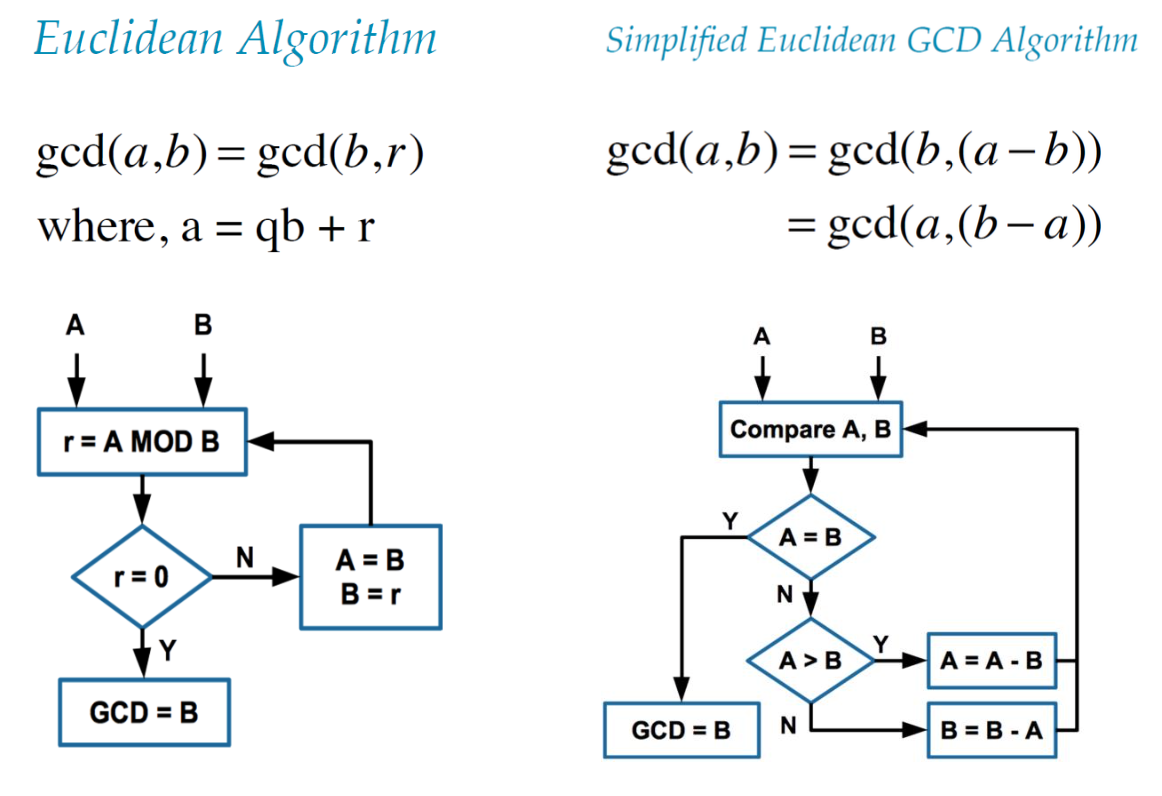 Euclidean Algorithm
gcd(a,b) = gcd(b,r)
where, a = qb + r
A B
r = A MOD B
r = 0
N
A = B
B = r
Y
GCD = B
Simplified Euclidean GCD Algorithm
gcd(a,b) = gcd(b,(a − b))
= gcd(a,(b − a))
A B
Compare A, B
Y
A = B
N
A > B
Y
A = A - B
GCD = B
N
B = B - A